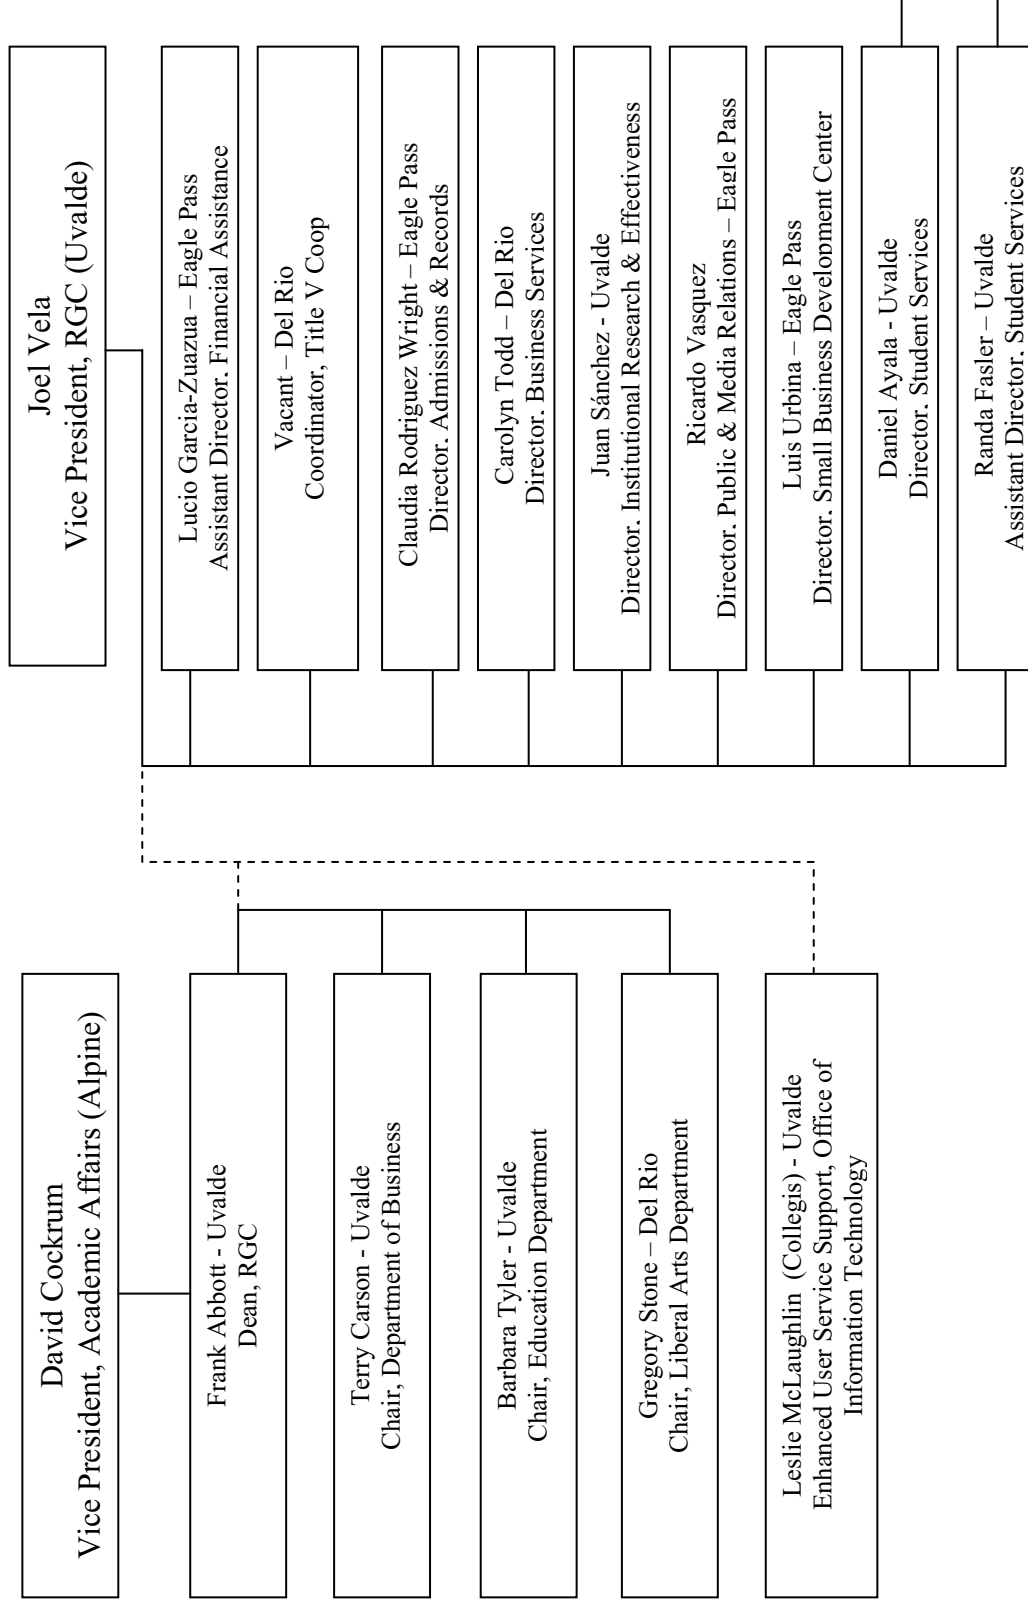 David Cockrum
Vice President, Academic Affairs (Alpine)
Frank Abbott - Uvalde
Dean, RGC
Terry Carson - Uvalde
Chair, Department of Business
Barbara Tyler - Uvalde
Chair, Education Department
Gregory Stone – Del Rio
Chair, Liberal Arts Department
Leslie McLaughlin (Collegis) - Uvalde
Enhanced User Service Support, Office of
Information Technology
Joel Vela
Vice President, RGC (Uvalde)
Lucio Garcia-Zuazua – Eagle Pass
Assistant Director, Financial Assistance
Vacant – Del Rio
Coordinator, Title V Coop
Claudia Rodriguez Wright – Eagle Pass
Director, Admissions & Records
Carolyn Todd – Del Rio
Director, Business Services
Juan Sánchez - Uvalde
Director, Institutional Research & Effectiveness
Ricardo Vasquez
Director, Public & Media Relations – Eagle Pass
Luis Urbina – Eagle Pass
Director, Small Business Development Center
Daniel Ayala - Uvalde
Director, Student Services
Randa Fasler – Uvalde
Assistant Director, Student Services